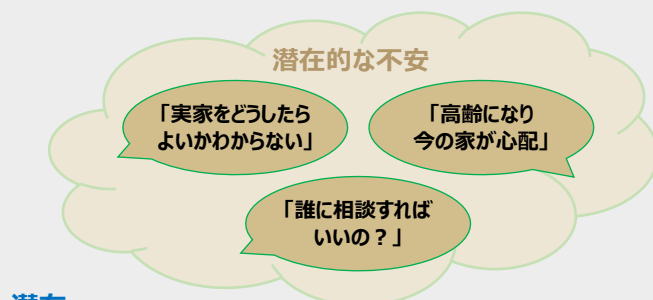 潜在的な不安
「実家をどうしたら
よいかわからない」
「高齢になり
今の家が心配」
「誰に相談すれば
いいの？」
潜在